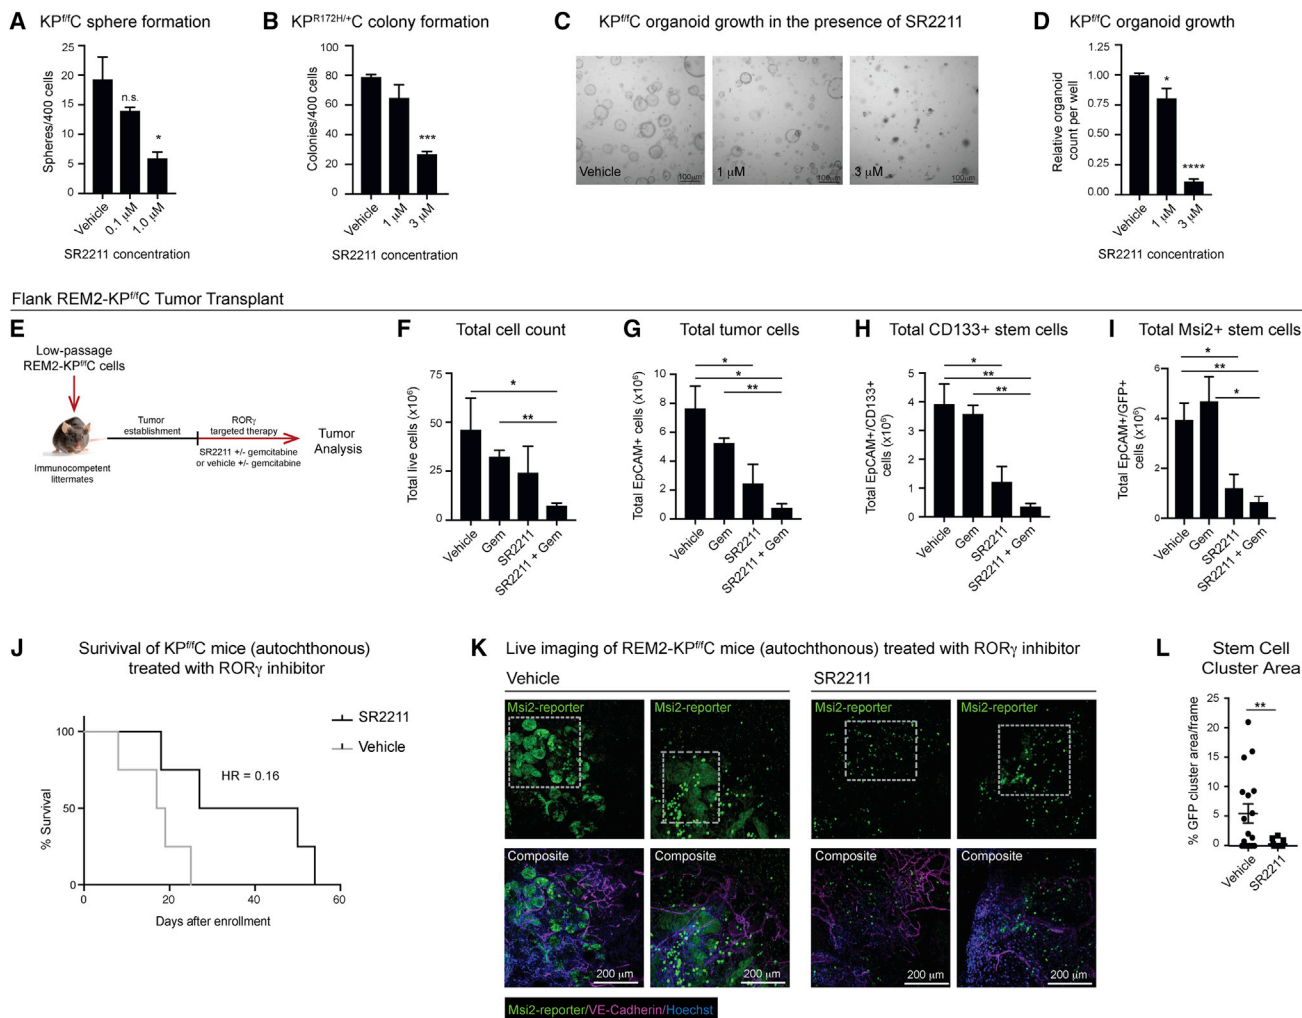 A KPf/fC sphere formation
Spheres/400 cells
25
20
15
10
5
0
n.s.
*
Vehicle
0.1 μM
1.0 μM
SR2211 concentration
B KPR172H/+C colony formation
Colonies/400 cells
100
80
60
40
20
0
***
Vehicle
1 μM
3 μM
SR2211 concentration
C KPf/fC organoid growth in the presence of SR2211
Vehicle
100μm
1 μM
100μm
3 μM
100μm
D KPf/fC organoid growth
Relative organoid
count per well
1.25
1.00
0.75
0.50
0.25
0.00
*
****
Vehicle
1 μM
3 μM
SR2211 concentration
Flank REM2-KPf/fC Tumor Transplant
E
Low-passage
REM2-KPf/fC cells
Immunocompetent
littermates
Tumor
establishment
RORγ
targeted therapy
SR2211 +/- gemcitabine
or vehicle +/- gemcitabine
Tumor
Analysis
F Total cell count
Total live cells (x10⁶)
75
50
25
0
*
**
Vehicle
Gem
SR2211
SR2211 + Gem
G Total tumor cells
Total EpCAM+ cells (x10⁶)
10
8
6
4
2
0
*
*
**
Vehicle
Gem
SR2211
SR2211 + Gem
H Total CD133+ stem cells
Total EpCAM+/CD133+
cells (x10⁶)
5
4
3
2
1
0
*
**
**
Vehicle
Gem
SR2211
SR2211 + Gem
I Total Msi2+ stem cells
Total EpCAM+/GFP+
cells (x10⁶)
6
4
2
0
*
**
*
Vehicle
Gem
SR2211
SR2211 + Gem
J Surivival of KPf/fC mice (autochthonous)
treated with RORγ inhibitor
SR2211
Vehicle
HR = 0.16
% Survival
100
50
0
0
20
40
60
Days after enrollment
K Live imaging of REM2-KPf/fC mice (autochthonous) treated with RORγ inhibitor
Vehicle
SR2211
Msi2-reporter
Msi2-reporter
Msi2-reporter
Msi2-reporter
Composite
Composite
Composite
Composite
200 μm
200 μm
200 μm
200 μm
Msi2-reporter/VE-Cadherin/Hoechst
L Stem Cell
Cluster Area
% GFP cluster area/frame
25
20
15
10
5
0
**
Vehicle
SR2211